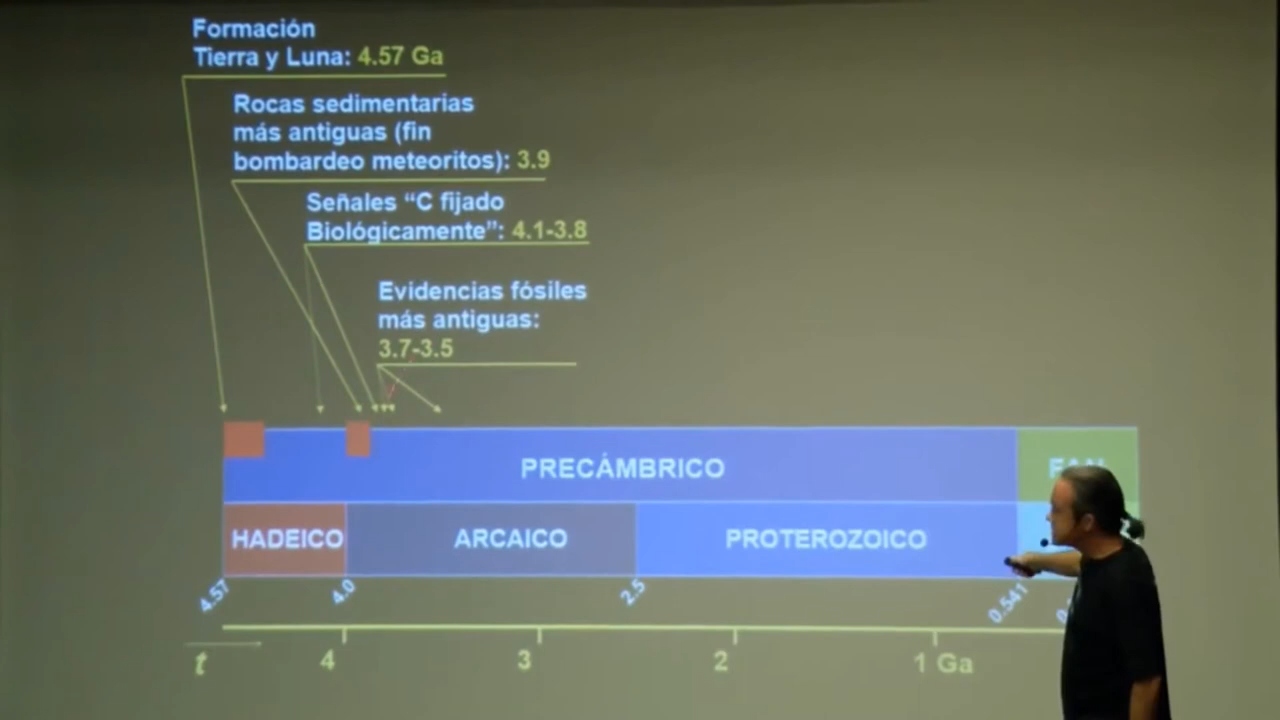 Formación
Tierra y Luna: 4.57 Ga
Rocas sedimentarias
más antiguas (fin
bombardeo meteoritos): 3.9
Señales “C fijado
Biológicamente”: 4.1-3.8
Evidencias fósiles
más antiguas:
3.7-3.5
PRECÁMBRICO
HADEICO
ARCAICO
PROTEROZOICO
4.57
4.0
2.5
0.541
t
4
3
2
1 Ga